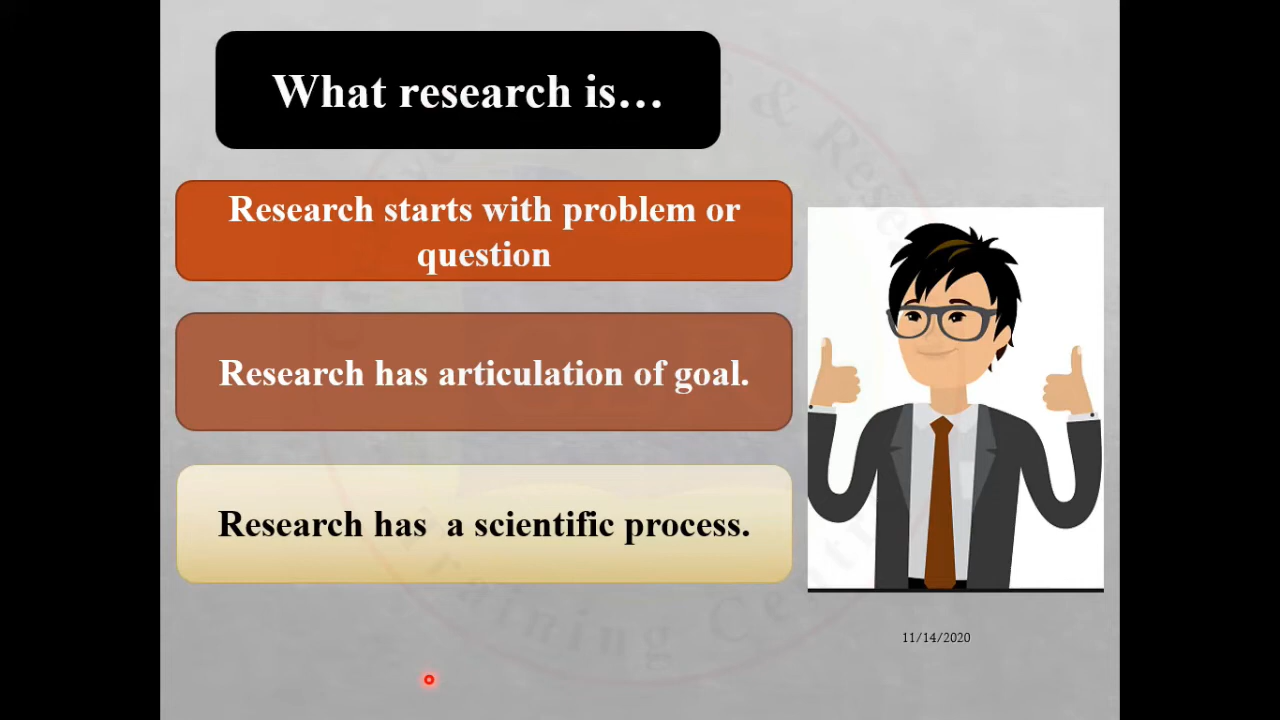 What research is...
Research starts with problem or
question
Research has articulation of goal.
Research has  a scientific process.
11/14/2020